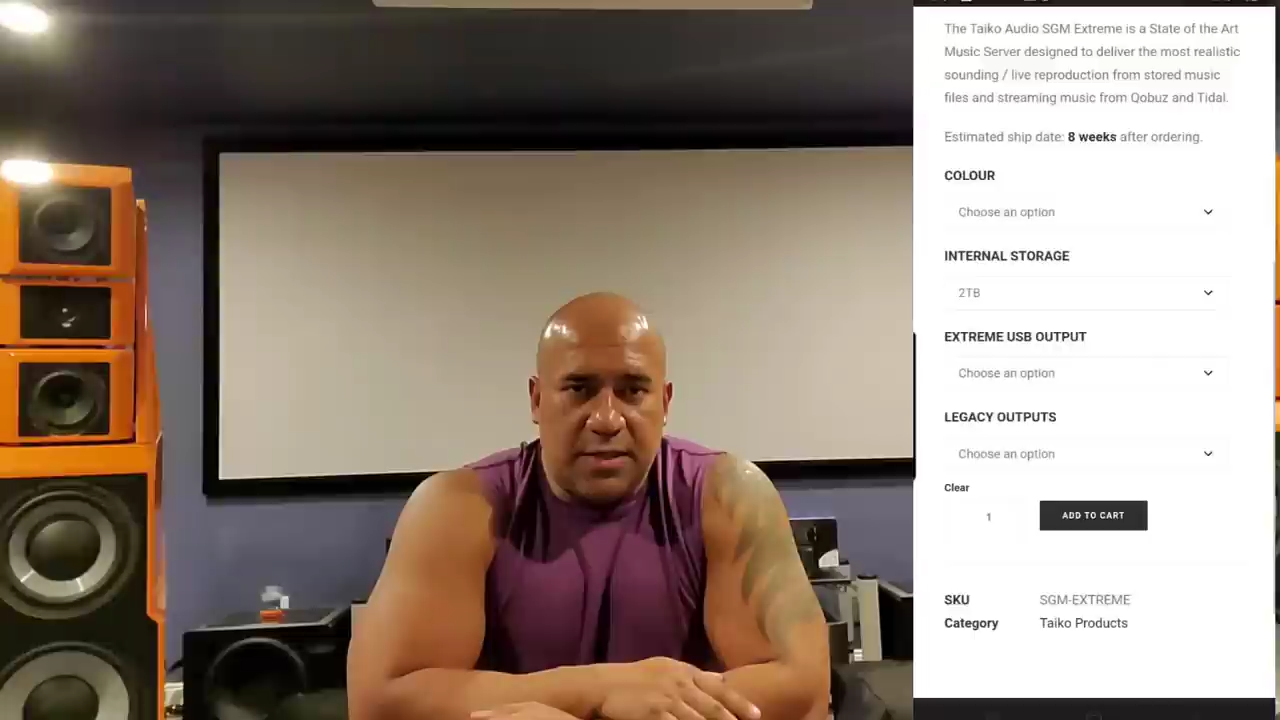 The Taiko Audio SGM Extreme is a State of the Art
Music Server designed to deliver the most realistic
sounding / live reproduction from stored music
files and streaming music from Qobuz and Tidal.
Estimated ship date: 8 weeks after ordering.
COLOUR
Choose an option
INTERNAL STORAGE
2TB
EXTREME USB OUTPUT
Choose an option
LEGACY OUTPUTS
Choose an option
Clear
1
ADD TO CART
SKU SGM-EXTREME
Category Taiko Products